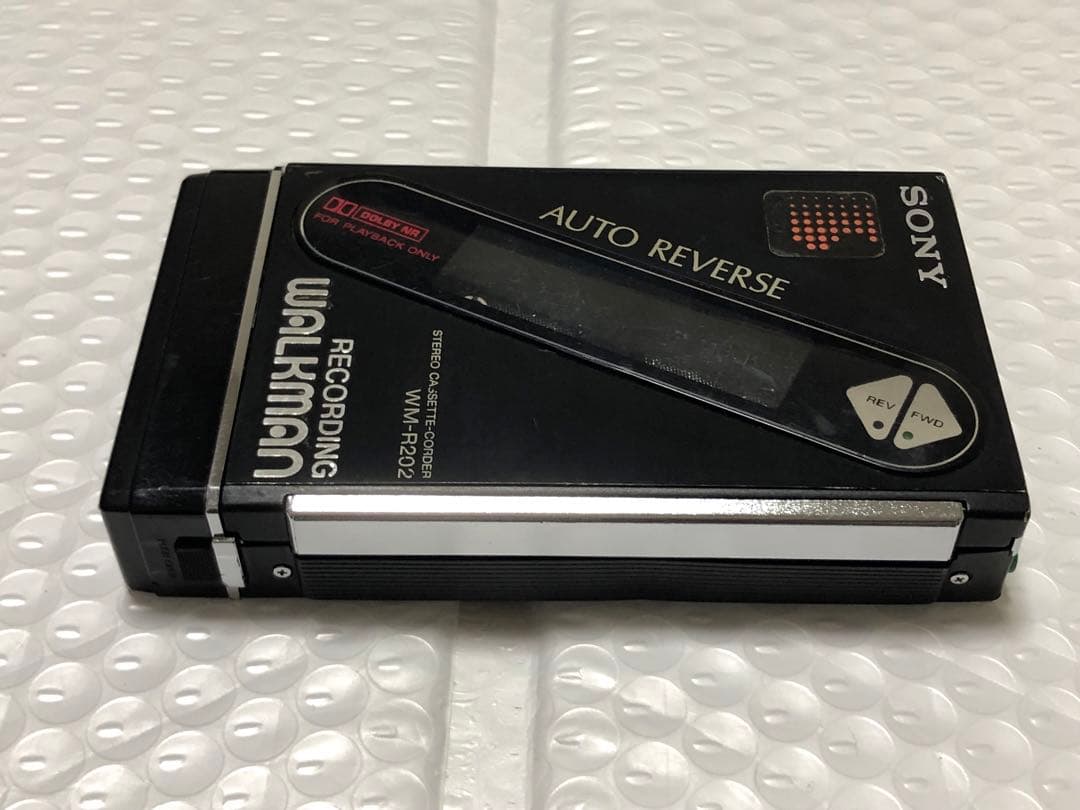 SONY
AUTO REVERSE
DOLBY NR
FOR PLAYBACK ONLY
REV
FWD
STEREO CASSETTE-CORDER
WM-R202
RECORDING
WALKMAN